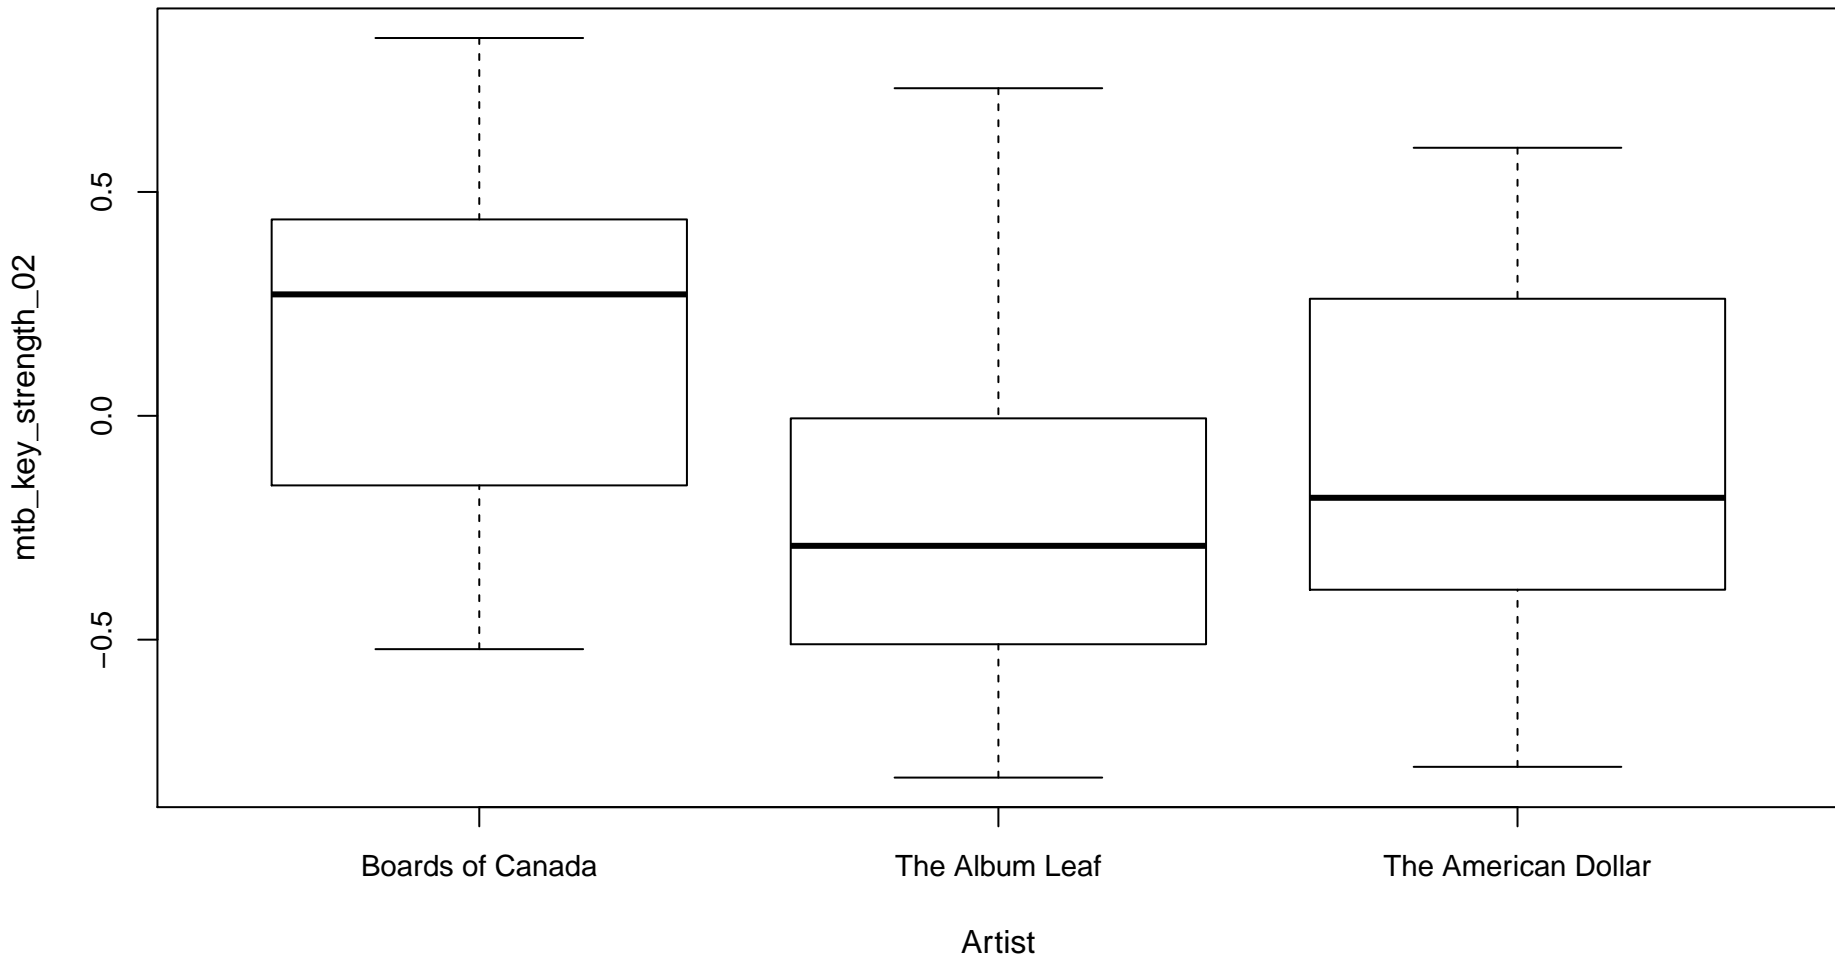 mtb_key_strength_02
0.5
0.0
−0.5
Boards of Canada
The Album Leaf
The American Dollar
Artist